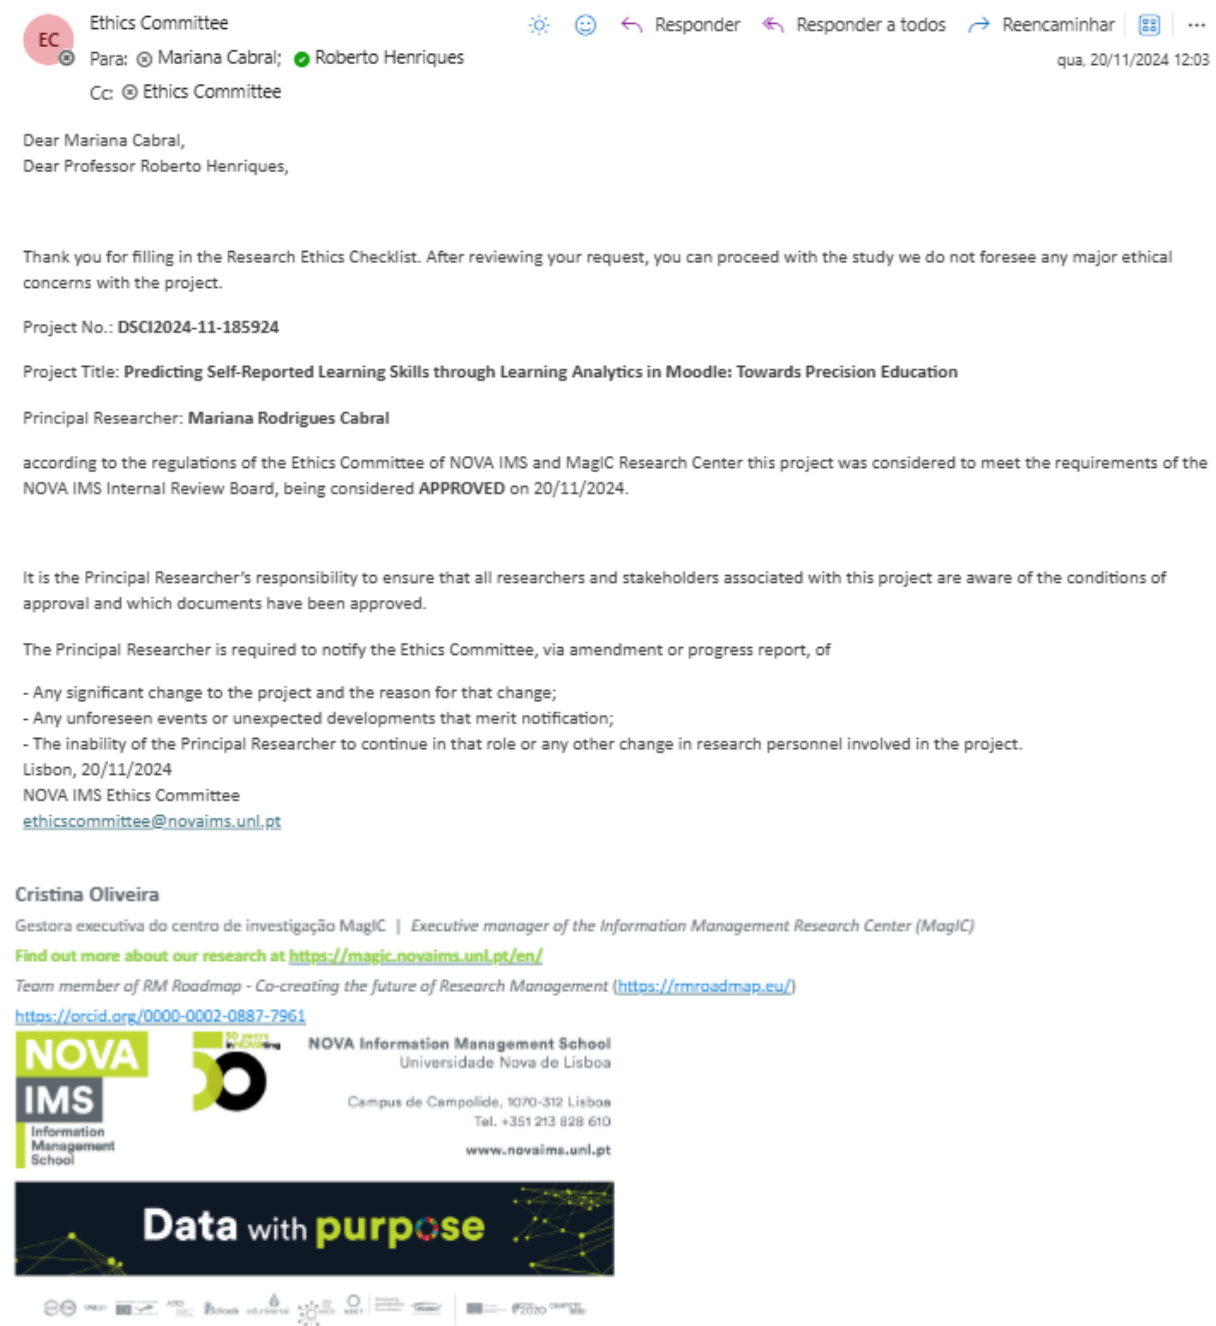 EC
Ethics Committee
Responder
Responder a todos
Reencaminhar
Para: Mariana Cabral; Roberto Henriques
qua, 20/11/2024 12:03
Cc: Ethics Committee
Dear Mariana Cabral,
Dear Professor Roberto Henriques,
Thank you for filling in the Research Ethics Checklist. After reviewing your request, you can proceed with the study we do not foresee any major ethical
concerns with the project.
Project No.: DSCI2024-11-185924
Project Title: Predicting Self-Reported Learning Skills through Learning Analytics in Moodle: Towards Precision Education
Principal Researcher: Mariana Rodrigues Cabral
according to the regulations of the Ethics Committee of NOVA IMS and MagIC Research Center this project was considered to meet the requirements of the
NOVA IMS Internal Review Board, being considered APPROVED on 20/11/2024.
It is the Principal Researcher's responsibility to ensure that all researchers and stakeholders associated with this project are aware of the conditions of
approval and which documents have been approved.
The Principal Researcher is required to notify the Ethics Committee, via amendment or progress report, of
- Any significant change to the project and the reason for that change;
- Any unforeseen events or unexpected developments that merit notification;
- The inability of the Principal Researcher to continue in that role or any other change in research personnel involved in the project.
Lisbon, 20/11/2024
NOVA IMS Ethics Committee
ethicscommittee@novaims.unl.pt
Cristina Oliveira
Gestora executiva do centro de investigação MagIC | Executive manager of the Information Management Research Center (MagIC)
Find out more about our research at https://magic.novaims.unl.pt/en/
Team member of RM Roadmap - Co-creating the future of Research Management (https://rmroadmap.eu/)
https://orcid.org/0000-0002-0887-7961
NOVA
IMS
Information
Management
School
50 years
NOVA Information Management School
Universidade Nova de Lisboa
Campus de Campolide, 1070-312 Lisboa
Tel. +351 213 828 610
www.novaims.unl.pt
Data with purpose